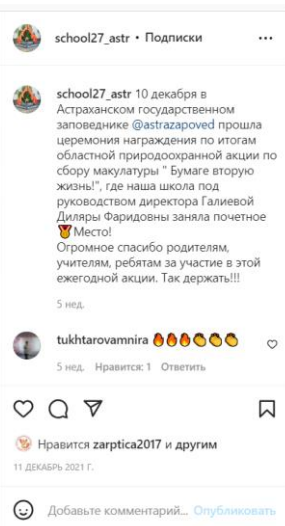 school27_astr • Подписки
school27_astr 10 декабря в
Астраханском государственном
заповеднике @astrazapoved прошла
церемония награждения по итогам
областной природоохранной акции по
сбору макулатуры " Бумаге вторую
жизнь!", где наша школа под
руководством директора Галиевой
Диляры Фаридовны заняла почетное
🏅Место!
Огромное спасибо родителям,
учителям, ребятам за участие в этой
ежегодной акции. Так держать!!!
5 нед.
tukhtarovamnira 🔥🔥🔥👏👏👏
5 нед. Нравится: 1 Ответить
Нравится zarptica2017 и другим
11 ДЕКАБРЬ 2021 Г.
Добавьте комментарий... Опубликовать